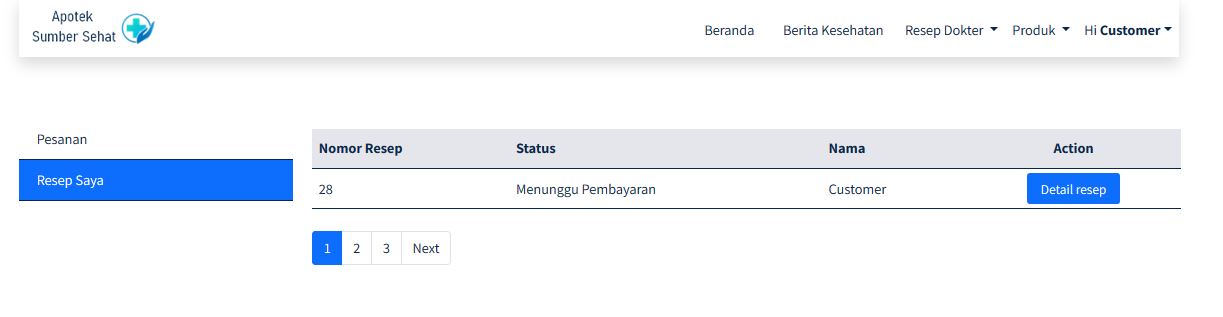 Apotek
Sumber Sehat
Beranda Berita Kesehatan Resep Dokter Produk Hi Customer
Pesanan
Resep Saya
Nomor Resep Status Nama Action
28 Menunggu Pembayaran Customer Detail resep
1 2 3 Next